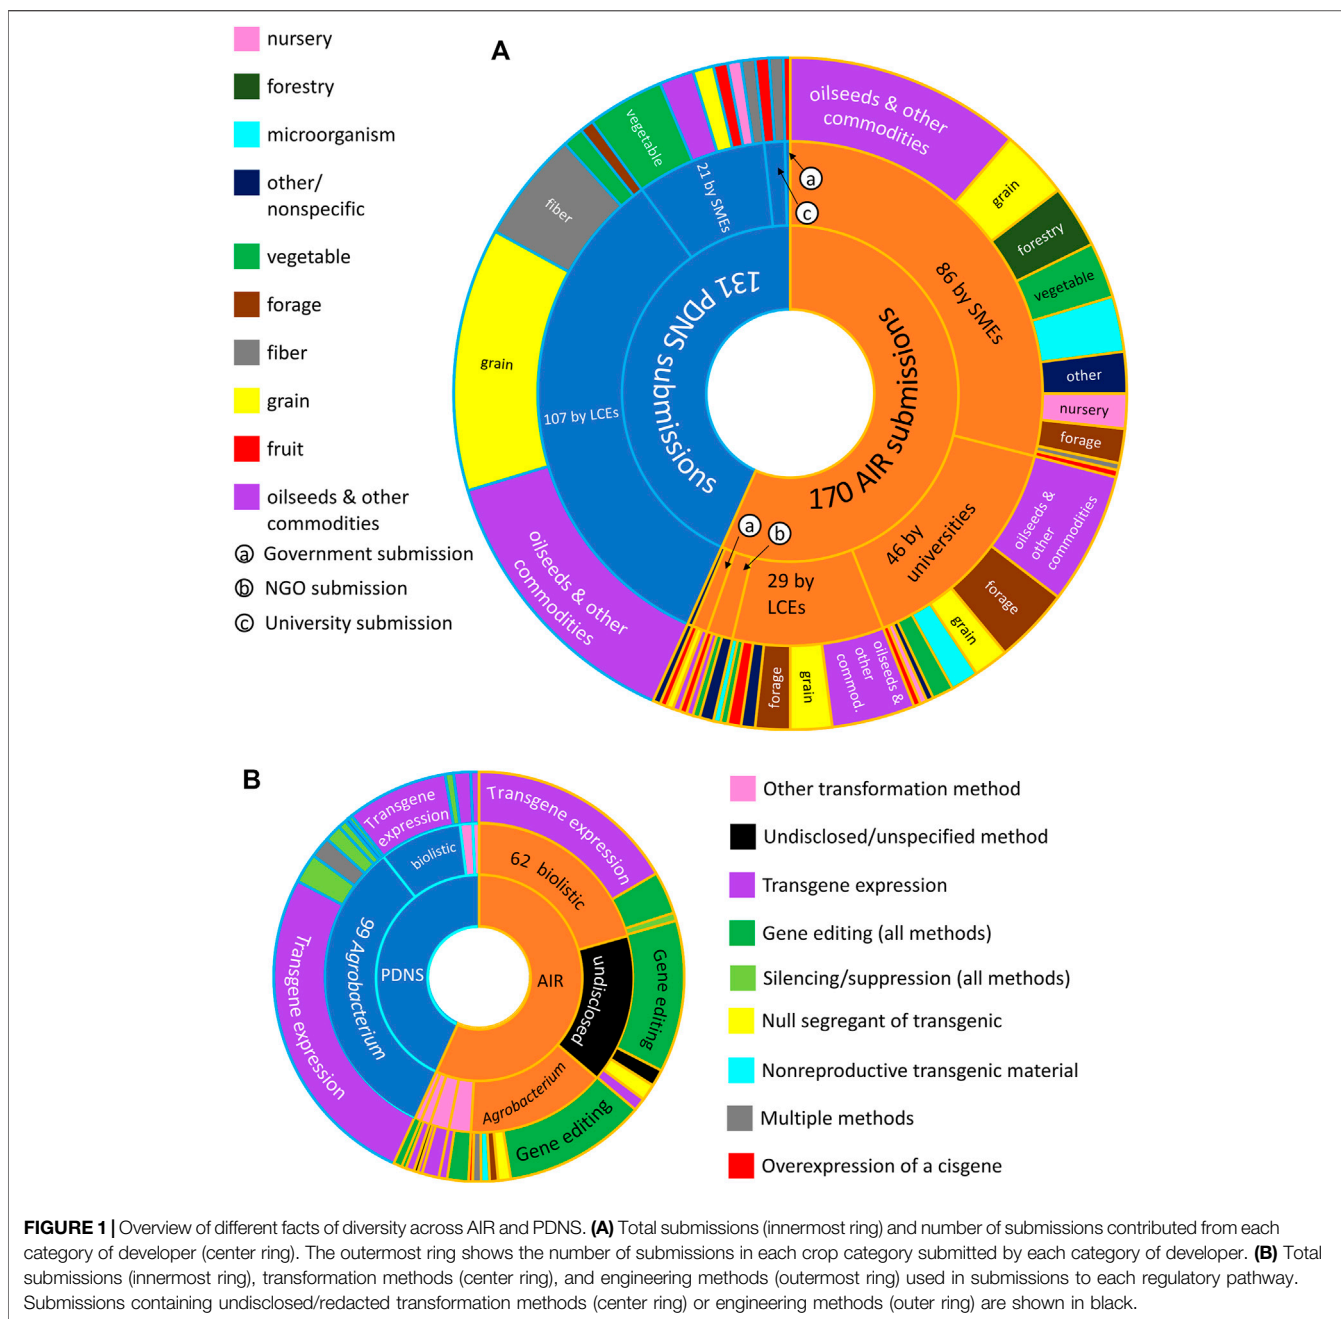 nursery
forestry
microorganism
other/
nonspecific
vegetable
forage
fiber
grain
fruit
oilseeds & other
commodities
a Government submission
b NGO submission
c University submission
A
oilseeds & other
commodities
grain
forestry
vegetable
other
nursery
forage
oilseeds &
other
commodities
forage
grain
oilseeds &
other
commod.
grain
forage
oilseeds & other
commodities
grain
fiber
vegetable
21 by SMEs
107 by LCEs
131 PDNS submissions
170 AIR submissions
86 by SMEs
46 by
universities
29 by
LCEs
a
c
a
b
B
Transgene expression
Gene editing
Gene editing
Transgene expression
Transgene
expression
biolistic
62 biolistic
undisclosed
Agrobacterium
99 Agrobacterium
PDNS
AIR
Other transformation method
Undisclosed/unspecified method
Transgene expression
Gene editing (all methods)
Silencing/suppression (all methods)
Null segregant of transgenic
Nonreproductive transgenic material
Multiple methods
Overexpression of a cisgene
FIGURE 1 | Overview of different facts of diversity across AIR and PDNS. (A) Total submissions (innermost ring) and number of submissions contributed from each
category of developer (center ring). The outermost ring shows the number of submissions in each crop category submitted by each category of developer. (B) Total
submissions (innermost ring), transformation methods (center ring), and engineering methods (outermost ring) used in submissions to each regulatory pathway.
Submissions containing undisclosed/redacted transformation methods (center ring) or engineering methods (outer ring) are shown in black.